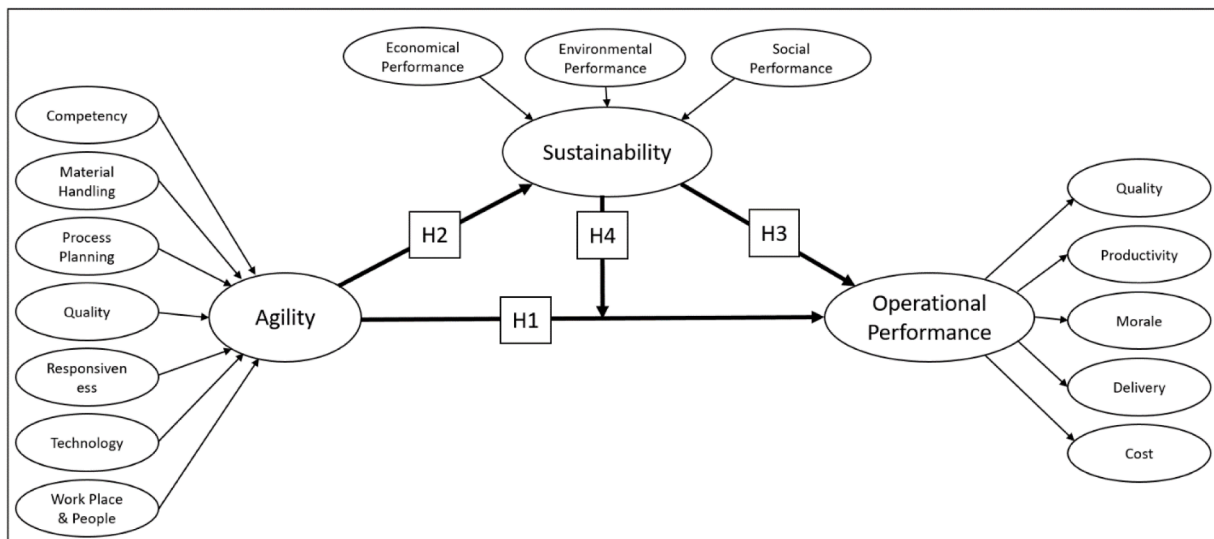 Economical
Performance
Environmental
Performance
Social
Performance
Competency
Material
Handling
Process
Planning
Quality
Responsiven
ess
Technology
Work Place
& People
Agility
Sustainability
H2
H4
H3
H1
Operational
Performance
Quality
Productivity
Morale
Delivery
Cost